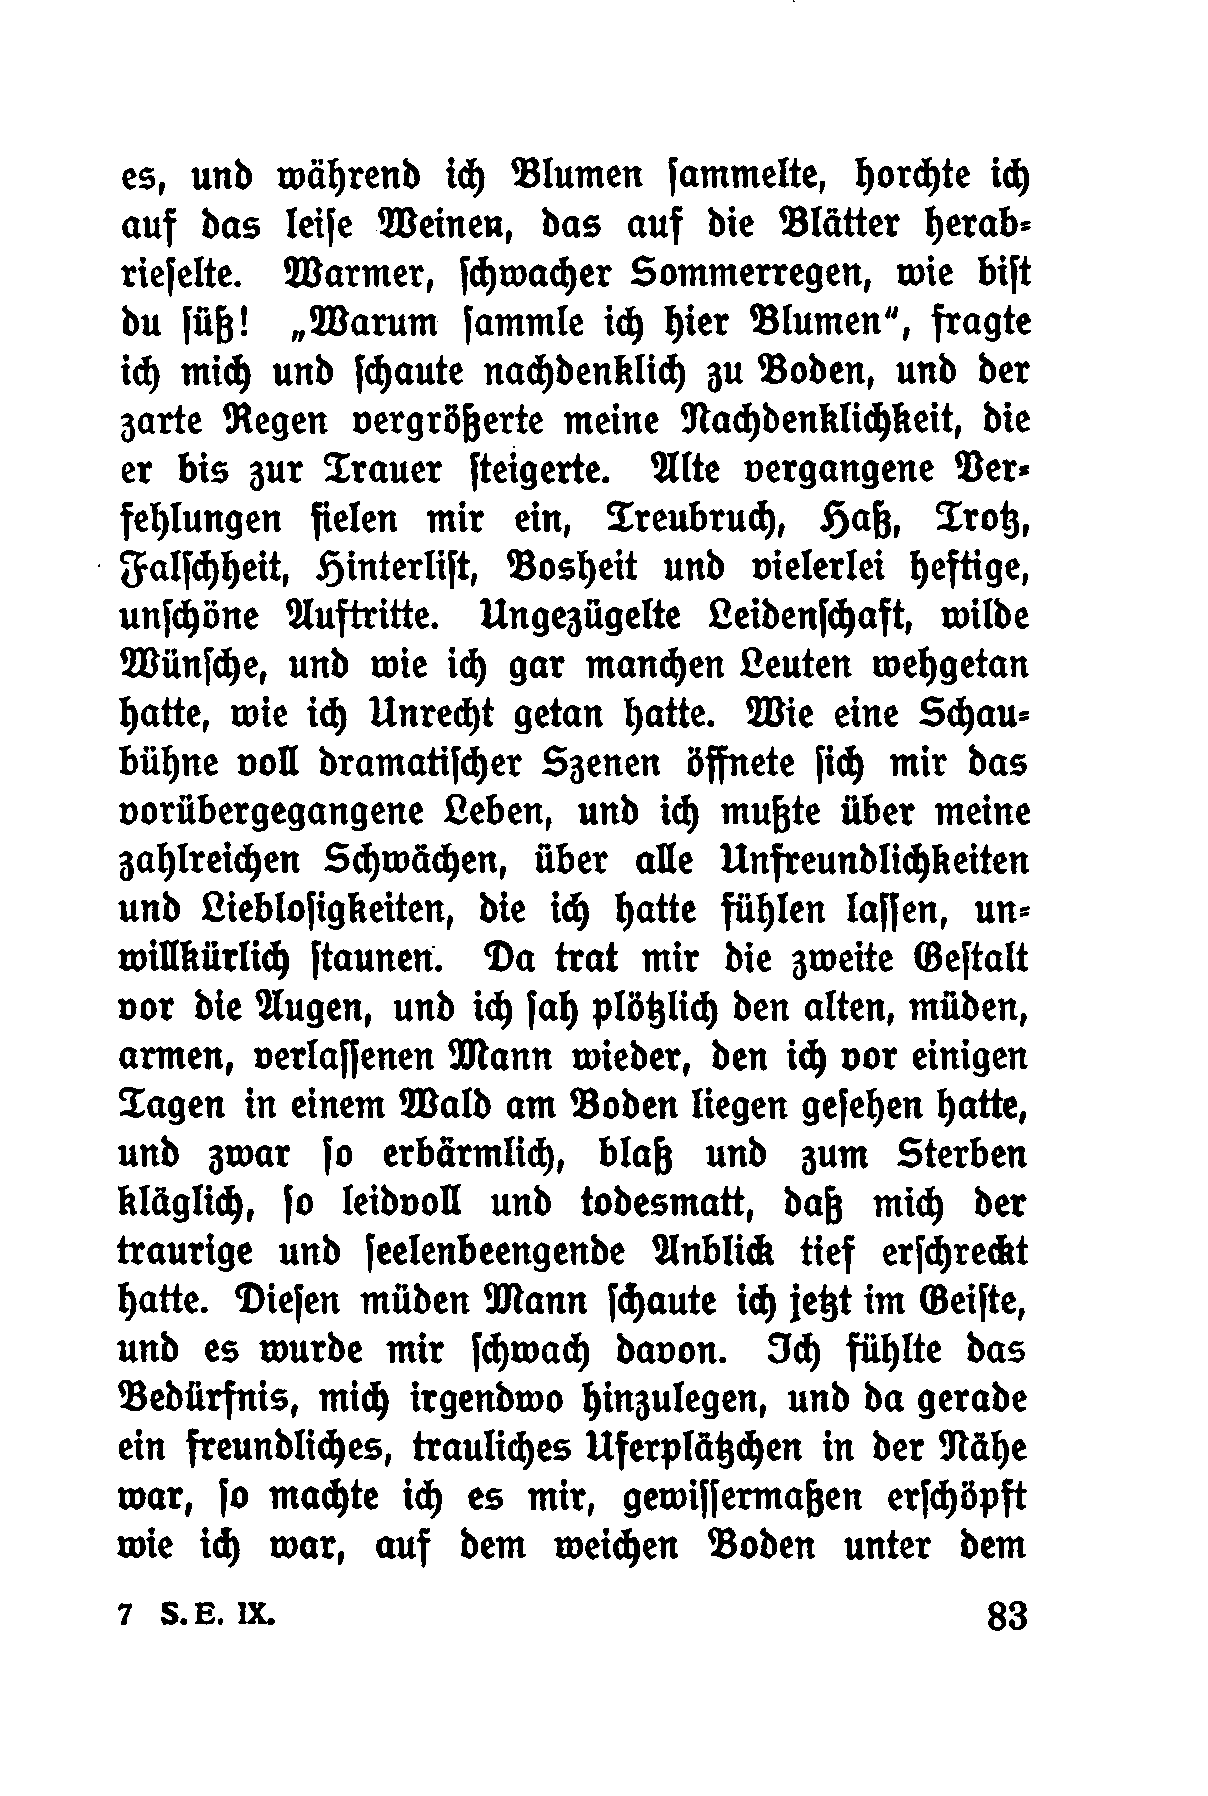 es, und während ich Blumen ſammelte, horchte ich
auf das leiſe Weinen, das auf die Blätter herab-
rieſelte. Warmer, ſchwacher Sommerregen, wie biſt
du ſüß! „Warum ſammle ich hier Blumen“, fragte
ich mich und ſchaute nachdenklich zu Boden, und der
zarte Regen vergrößerte meine Nachdenklichkeit, die
er bis zur Trauer ſteigerte. Alte vergangene Ver-
fehlungen fielen mir ein, Treubruch, Haß, Trotz,
Falſchheit, Hinterliſt, Bosheit und vielerlei heftige,
unſchöne Auftritte. Ungezügelte Leidenſchaft, wilde
Wünſche, und wie ich gar manchen Leuten wehgetan
hatte, wie ich Unrecht getan hatte. Wie eine Schau-
bühne voll dramatiſcher Szenen öffnete ſich mir das
vorübergegangene Leben, und ich mußte über meine
zahlreichen Schwächen, über alle Unfreundlichkeiten
und Liebloſigkeiten, die ich hatte fühlen laſſen, un-
willkürlich ſtaunen. Da trat mir die zweite Geſtalt
vor die Augen, und ich ſah plötzlich den alten, müden,
armen, verlaſſenen Mann wieder, den ich vor einigen
Tagen in einem Wald am Boden liegen geſehen hatte,
und zwar ſo erbärmlich, blaß und zum Sterben
kläglich, ſo leidvoll und todesmatt, daß mich der
traurige und ſeelenbeengende Anblick tief erſchreckt
hatte. Dieſen müden Mann ſchaute ich jetzt im Geiſte,
und es wurde mir ſchwach davon. Ich fühlte das
Bedürfnis, mich irgendwo hinzulegen, und da gerade
ein freundliches, trauliches Uferplätzchen in der Nähe
war, ſo machte ich es mir, gewiſſermaßen erſchöpft
wie ich war, auf dem weichen Boden unter dem
7 S. E. IX. 83